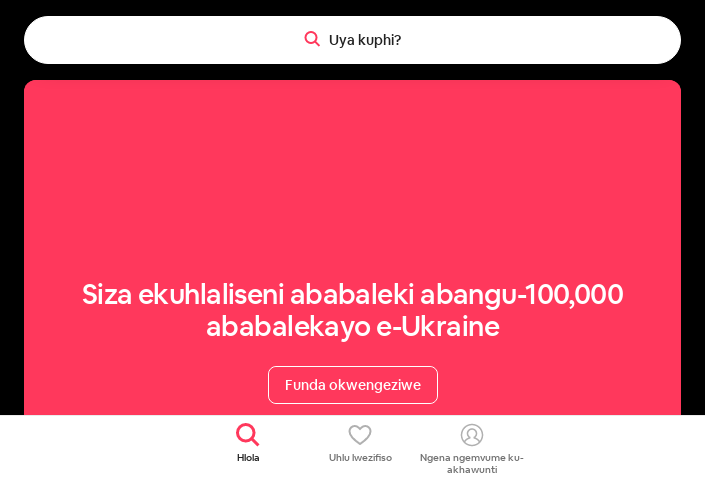 Uya kuphi?
Siza ekuhlaliseni ababaleki abangu-100,000
ababalekayo e-Ukraine
Funda okwengeziwe
Hlola
Uhlu lwezifiso
Ngena ngemvume ku-
akhawunti